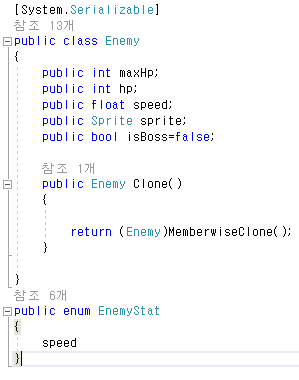 [System.Serializable]
참조 13개
public class Enemy
{
public int maxHp;
public int hp;
public float speed;
public Sprite sprite;
public bool isBoss=false;
참조 1개
public Enemy Clone()
{
return (Enemy)MemberwiseClone();
}
}
참조 6개
public enum EnemyStat
{
speed
}